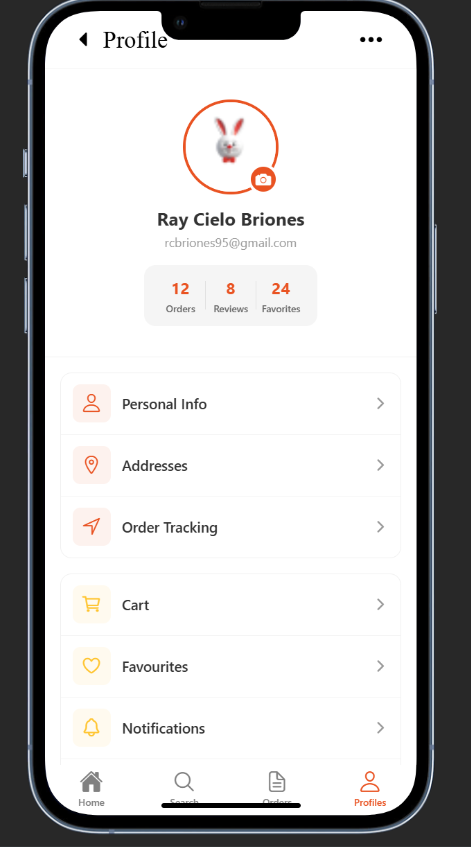 Profile
Ray Cielo Briones
rcbriones95@gmail.com
12 8 24
Orders Reviews Favorites
Personal Info
Addresses
Order Tracking
Cart
Favourites
Notifications
Home Search Orders Profiles